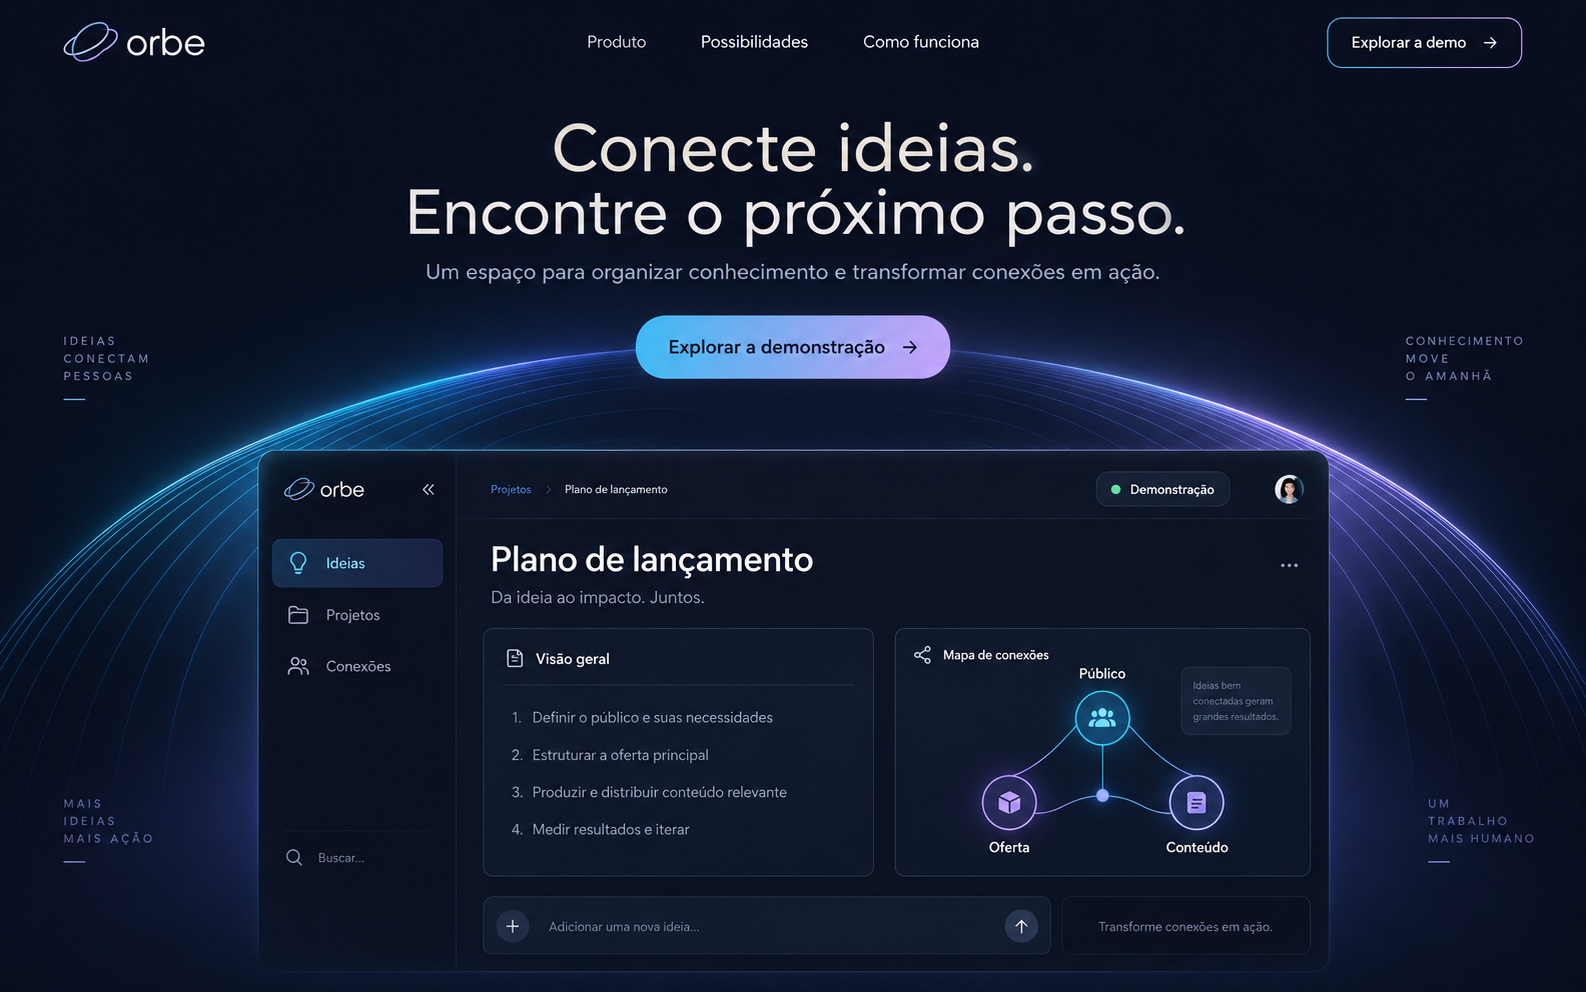 orbe
Produto
Possibilidades
Como funciona
Explorar a demo
Conecte ideias.
Encontre o próximo passo.
Um espaço para organizar conhecimento e transformar conexões em ação.
Explorar a demonstração
IDEIAS
CONECTAM
PESSOAS
CONHECIMENTO
MOVE
O AMANHÃ
orbe
Projetos
Plano de lançamento
Demonstração
Ideias
Projetos
Conexões
Buscar...
Plano de lançamento
Da ideia ao impacto. Juntos.
Visão geral
1. Definir o público e suas necessidades
2. Estruturar a oferta principal
3. Produzir e distribuir conteúdo relevante
4. Medir resultados e iterar
Mapa de conexões
Público
Ideias bem
conectadas geram
grandes resultados.
Oferta
Conteúdo
Adicionar uma nova ideia...
Transforme conexões em ação.
MAIS
IDEIAS
MAIS AÇÃO
UM
TRABALHO
MAIS HUMANO